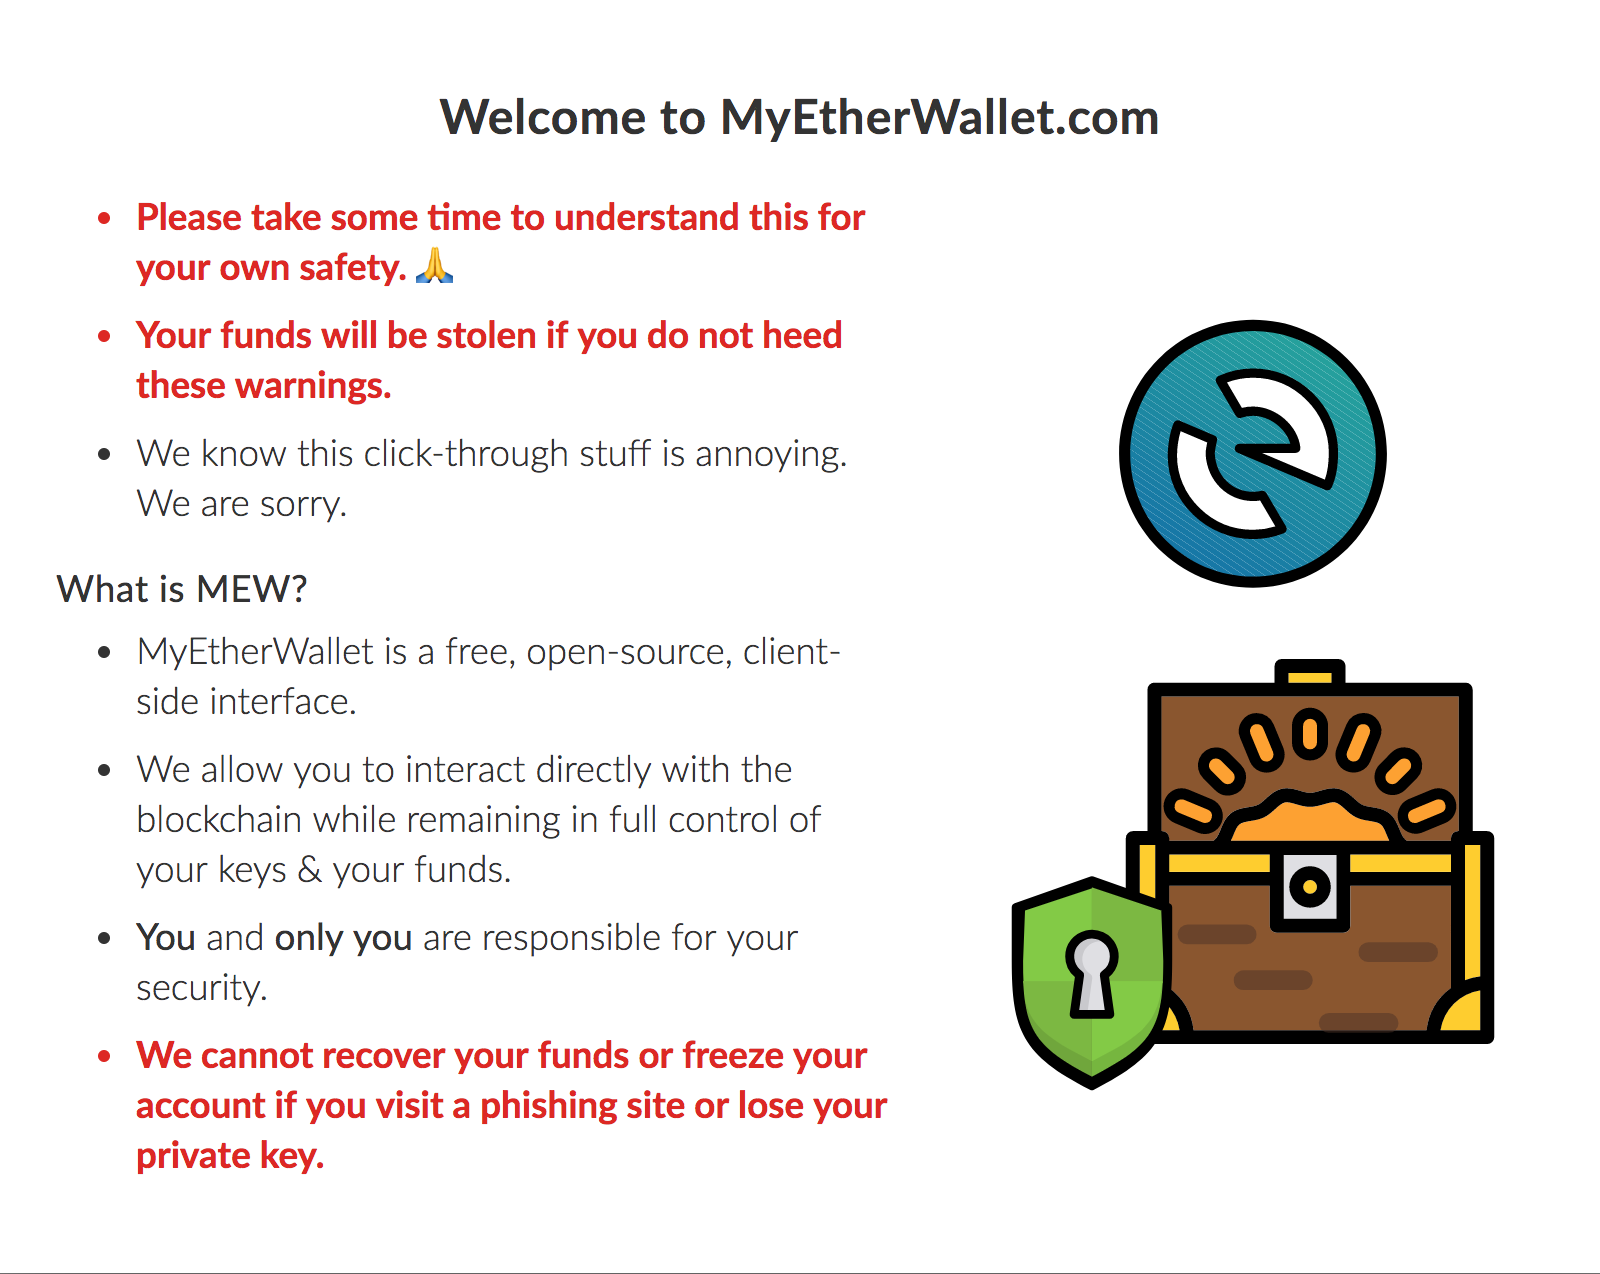 Welcome to MyEtherWallet.com
• Please take some time to understand this for
your own safety. 🙏
• Your funds will be stolen if you do not heed
these warnings.
• We know this click-through stuff is annoying.
We are sorry.
What is MEW?
• MyEtherWallet is a free, open-source, client-
side interface.
• We allow you to interact directly with the
blockchain while remaining in full control of
your keys & your funds.
• You and only you are responsible for your
security.
• We cannot recover your funds or freeze your
account if you visit a phishing site or lose your
private key.